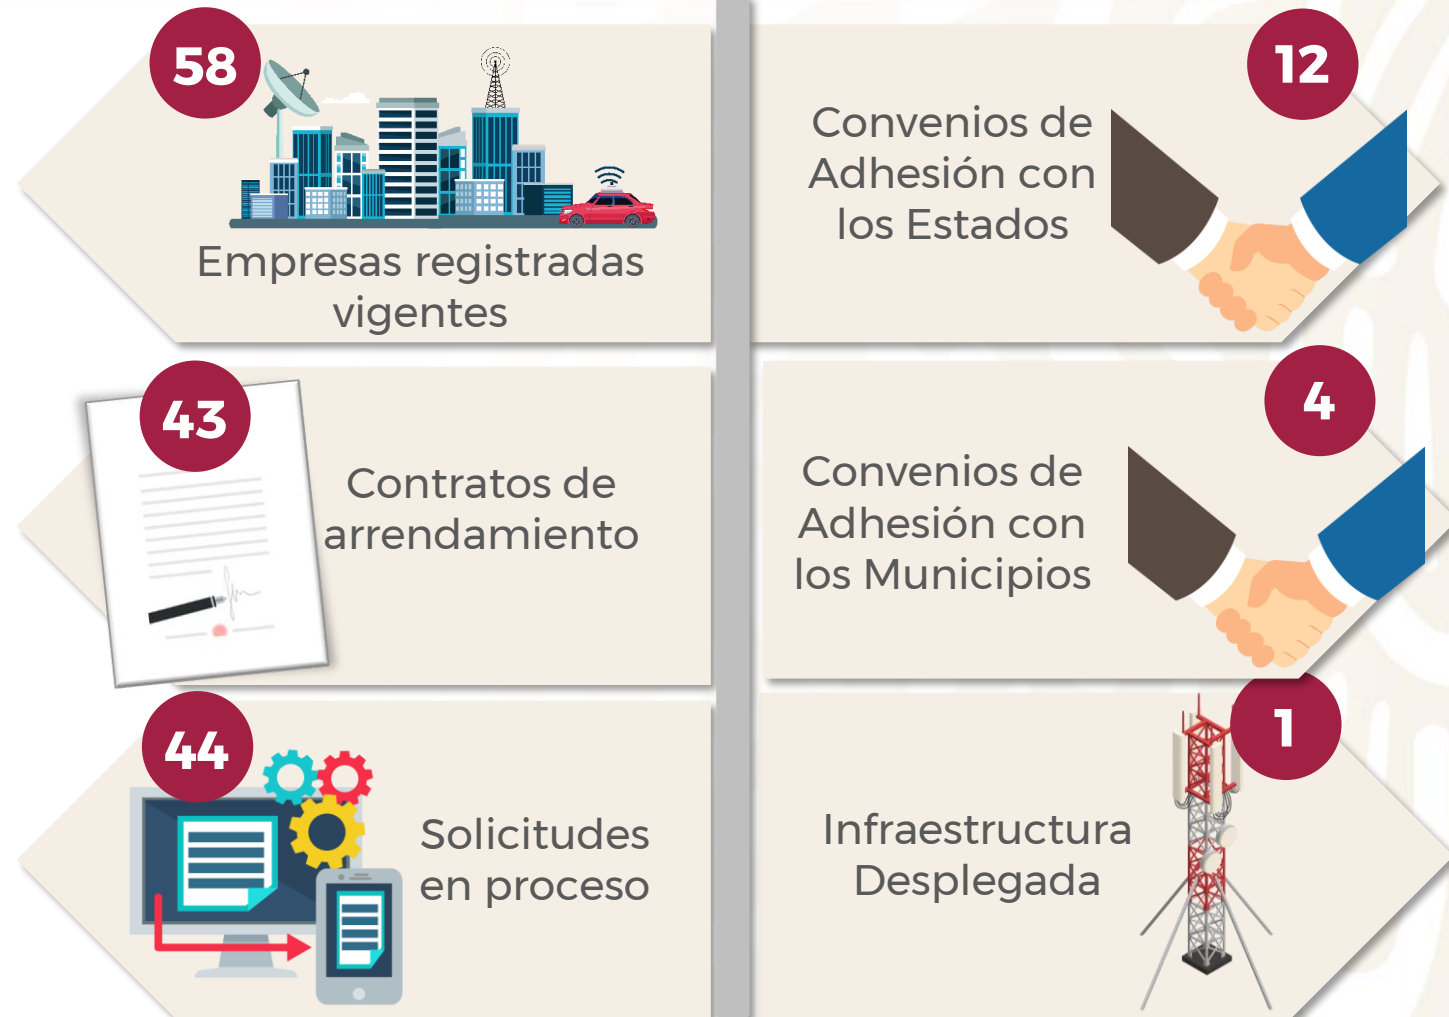 58
Empresas registradas
vigentes
43
Contratos de
arrendamiento
44
Solicitudes
en proceso
12
Convenios de
Adhesión con
los Estados
4
Convenios de
Adhesión con
los Municipios
1
Infraestructura
Desplegada